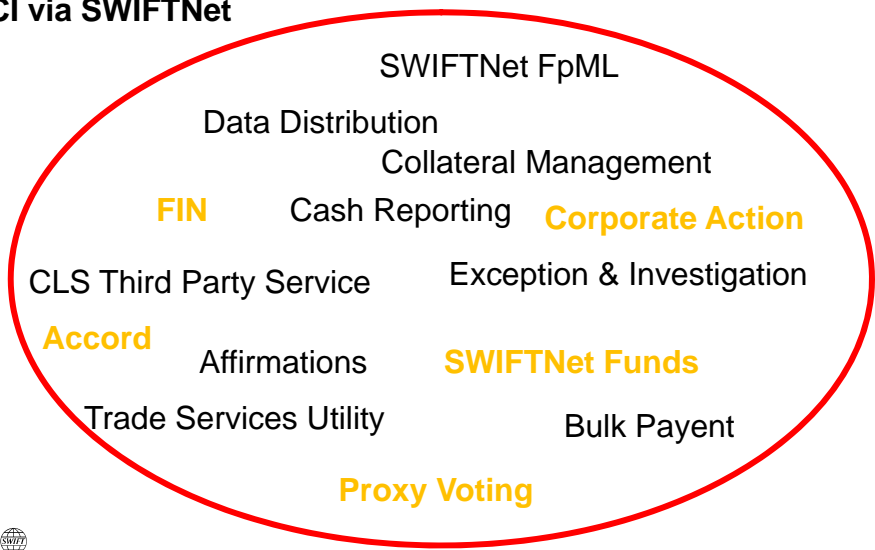 CI via SWIFTNet
SWIFTNet FpML
Data Distribution
Collateral Management
FIN
Cash Reporting
Corporate Action
CLS Third Party Service
Exception & Investigation
Accord
Affirmations
SWIFTNet Funds
Trade Services Utility
Bulk Payent
Proxy Voting
SWIFT